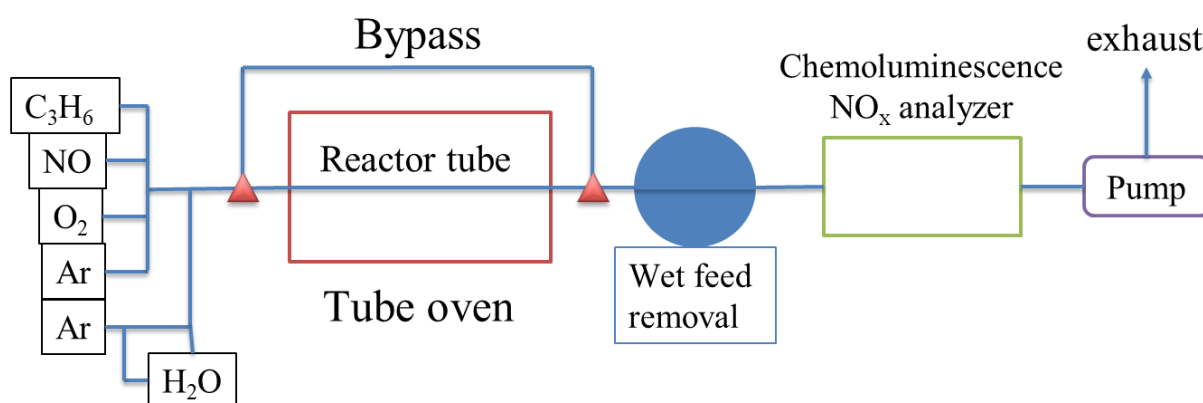 Bypass
exhaust
Chemoluminescence
NOₓ analyzer
C₃H₆
NO
O₂
Ar
Ar
H₂O
Reactor tube
Tube oven
Wet feed
removal
Pump